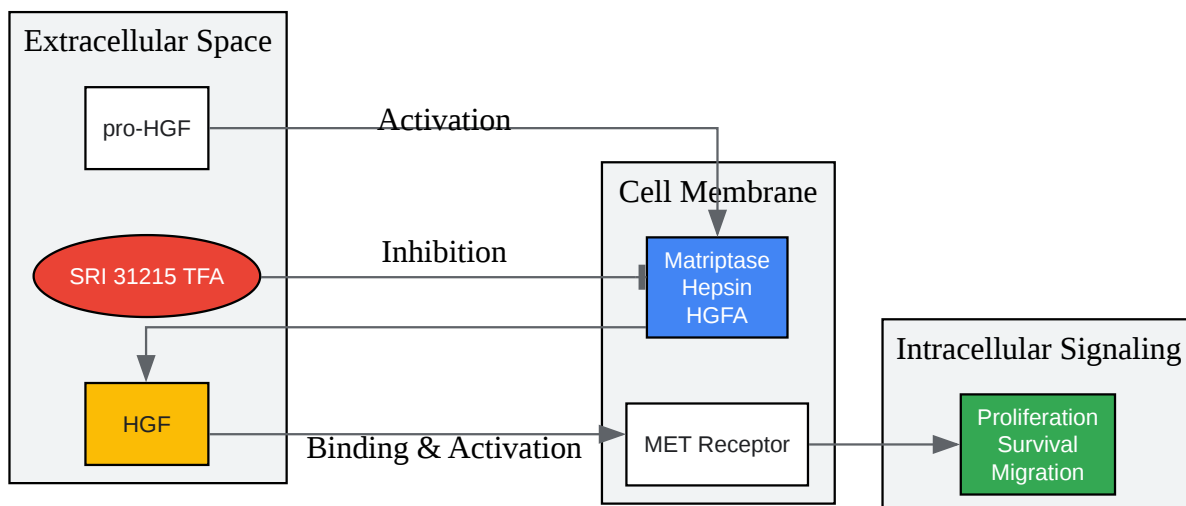 Extracellular Space
pro-HGF
Activation
Cell Membrane
SRI 31215 TFA
Inhibition
Matriptase
Hepsin
HGFA
Intracellular Signaling
HGF
Binding & Activation
MET Receptor
Proliferation
Survival
Migration